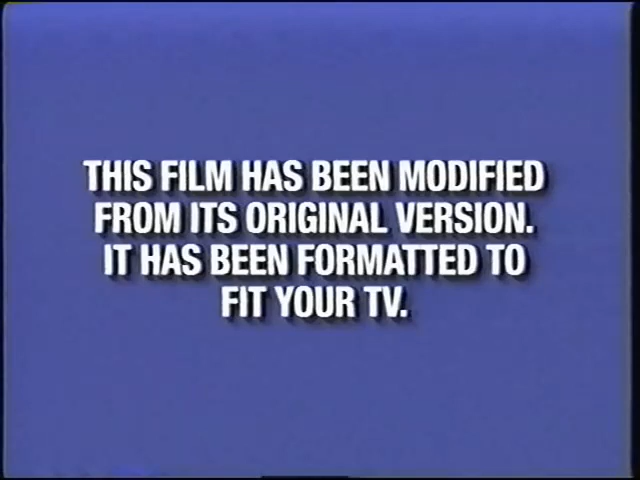 THIS FILM HAS BEEN MODIFIED
FROM ITS ORIGINAL VERSION.
IT HAS BEEN FORMATTED TO
FIT YOUR TV.